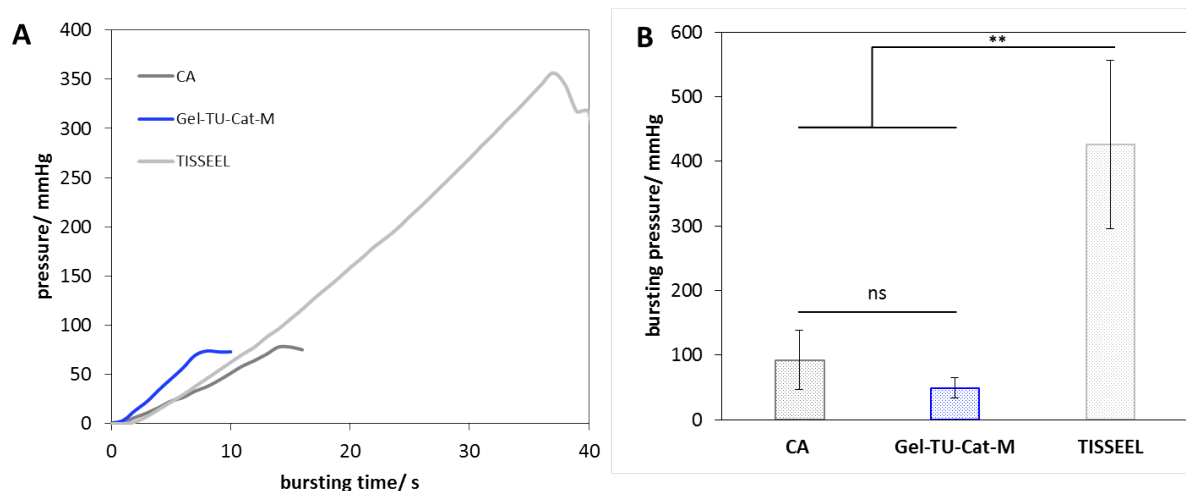 A
pressure/ mmHg
400
350
300
250
200
150
100
50
0
CA
Gel-TU-Cat-M
TISSEEL
0 10 20 30 40
bursting time/ s
B
bursting pressure/ mmHg
600
500
400
300
200
100
0
**
ns
CA Gel-TU-Cat-M TISSEEL